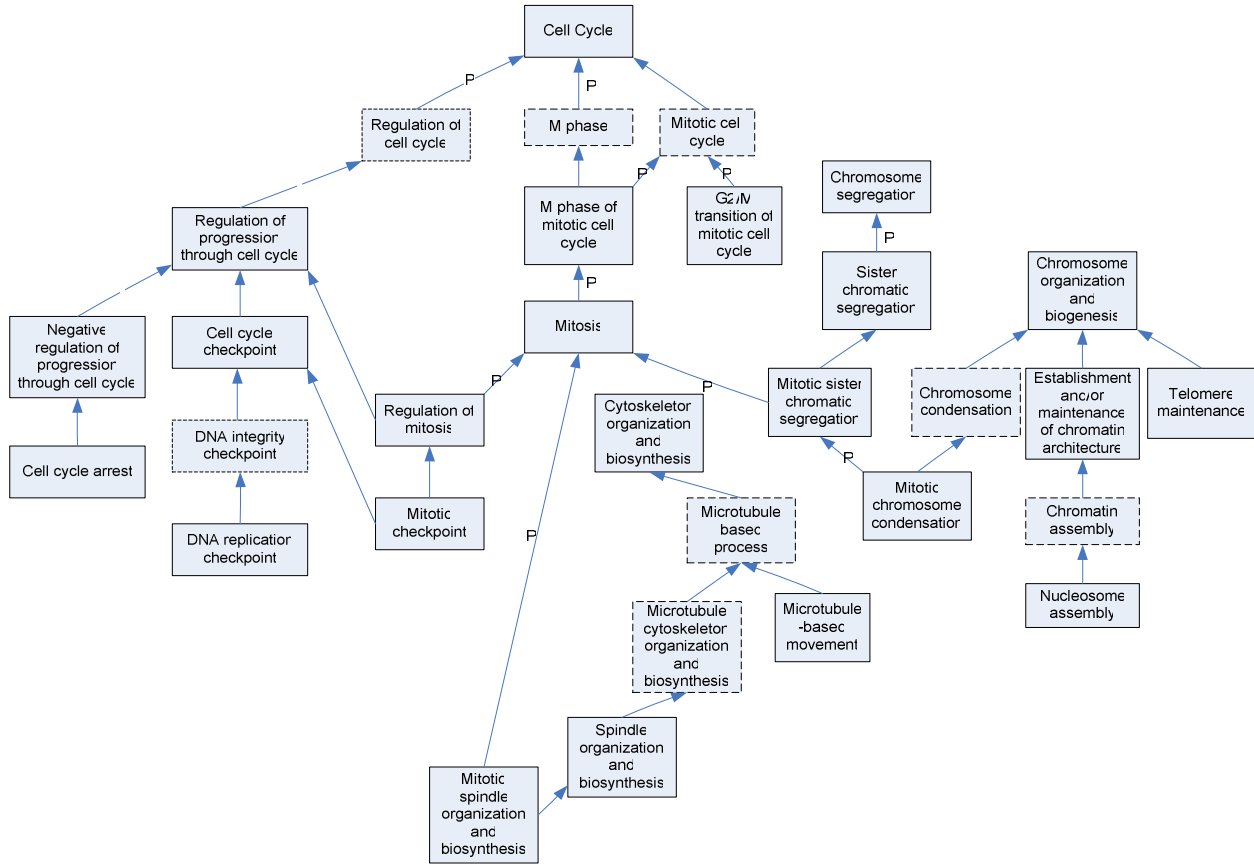 Cell Cycle
P
P
Regulation of
cell cycle
M phase
Mitotic cel
cycle
P
P
Chromosome
segregation
M phase of
mitotic cell
cycle
G2/M
transition of
mitotic cell
cycle
Regulation of
progression
through cell cycle
P
Sister
chromatic
segregation
Chromosome
organization
and
biogenesis
P
Mitosis
Negative
regulation of
progression
through cell cycle
Cell cycle
checkpoint
P
P
Regulation of
mitosis
Cytoskeletor
organization
and
biosynthesis
Mitotic sister
chromatic
segregation
Chromosome
condensation
Establishment
and/or
maintenance
of chromatin
architecture
Telomere
maintenance
DNA integrity
checkpoint
Cell cycle arrest
P
Mitotic
chromosome
condensation
Mitotic
checkpoint
DNA replication
checkpoint
P
Microtubule
based
process
Chromatin
assembly
Microtubule
cytoskeletor
organization
and
biosynthesis
Microtubule
-based
movement
Nucleosome
assembly
Spindle
organization
and
biosynthesis
Mitotic
spindle
organization
and
biosynthesis